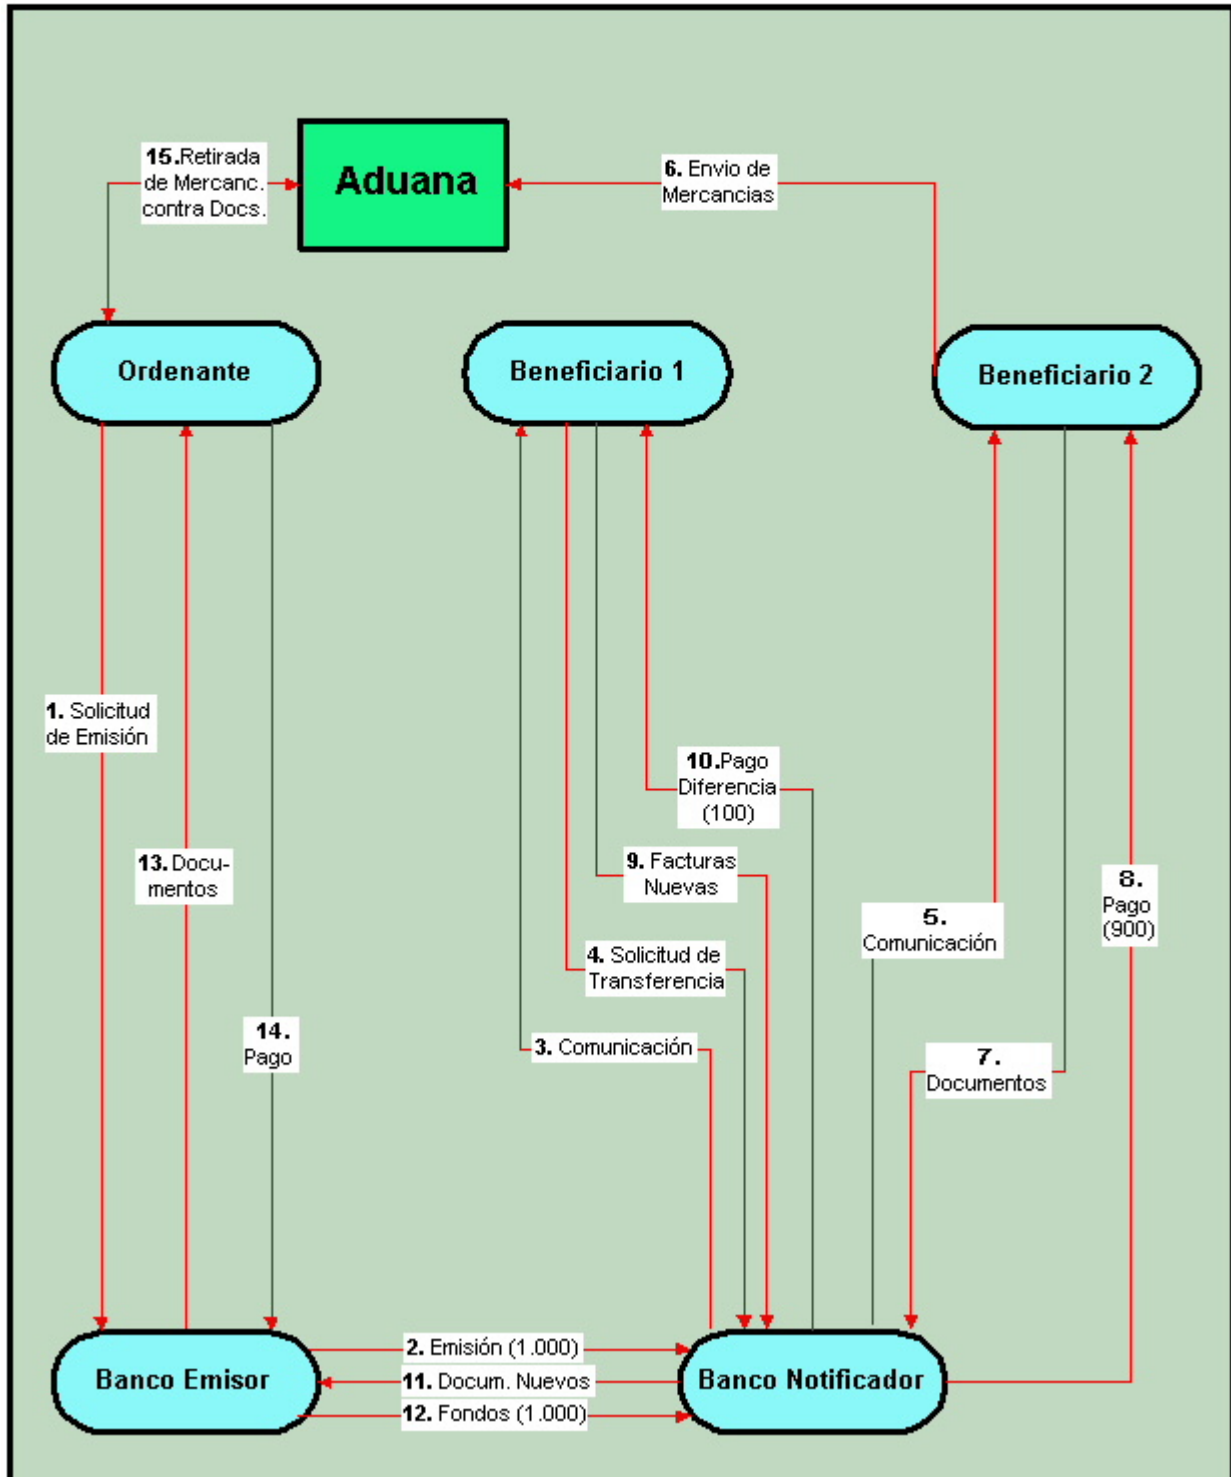 15.Retirada
de Mercanc.
contra Docs.
Aduana
6. Envio de
Mercancias
Ordenante
Beneficiario 1
Beneficiario 2
1. Solicitud
de Emisión
10.Pago
Diferencia
(100)
13. Docu-
mentos
9. Facturas
Nuevas
8.
Pago
(900)
5.
Comunicación
4. Solicitud de
Transferencia
14.
Pago
3. Comunicación
7.
Documentos
2. Emisión (1.000)
Banco Emisor
11. Docum. Nuevos
Banco Notificador
12. Fondos (1.000)